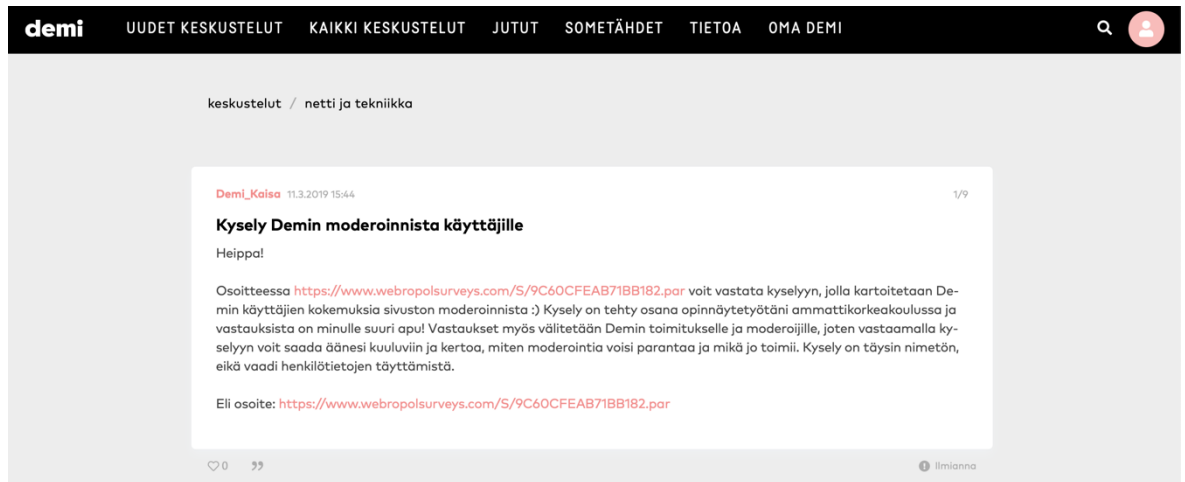 demi UUDET KESKUSTELUT KAIKKI KESKUSTELUT JUTUT SOMETÄHDET TIETOA OMA DEMI
keskustelut / netti ja tekniikka
Demi_Kaisa 11.3.2019 15:44 1/9
Kysely Demin moderoinnista käyttäjille
Heippa!
Osoitteessa https://www.webropolsurveys.com/S/9C60CFEAB71BB182.par voit vastata kyselyyn, jolla kartoitetaan De-
min käyttäjien kokemuksia sivuston moderoinnista :) Kysely on tehty osana opinnäytetyötäni ammattikorkeakoulussa ja
vastauksista on minulle suuri apu! Vastaukset myös välitetään Demin toimitukselle ja moderoijille, joten vastaamalla ky-
selyyn voit saada äänesi kuuluviin ja kertoa, miten moderointia voisi parantaa ja mikä jo toimii. Kysely on täysin nimetön,
eikä vaadi henkilötietojen täyttämistä.
Eli osoite: https://www.webropolsurveys.com/S/9C60CFEAB71BB182.par
0 Ilmianna